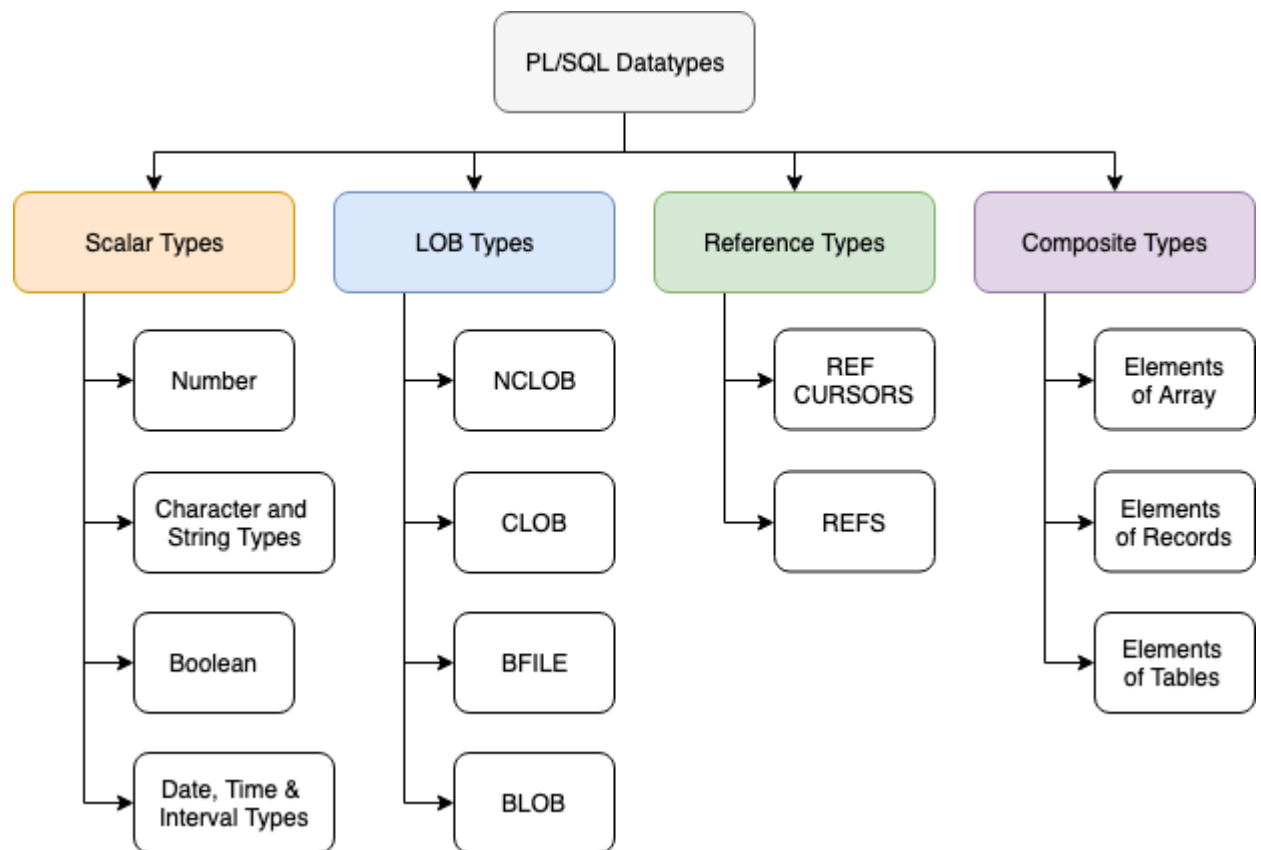 PL/SQL Datatypes
Scalar Types
LOB Types
Reference Types
Composite Types
Number
NCLOB
REF
CURSORS
Elements
of Array
Character and
String Types
CLOB
REFS
Elements
of Records
Boolean
BFILE
Elements
of Tables
Date, Time &
Interval Types
BLOB